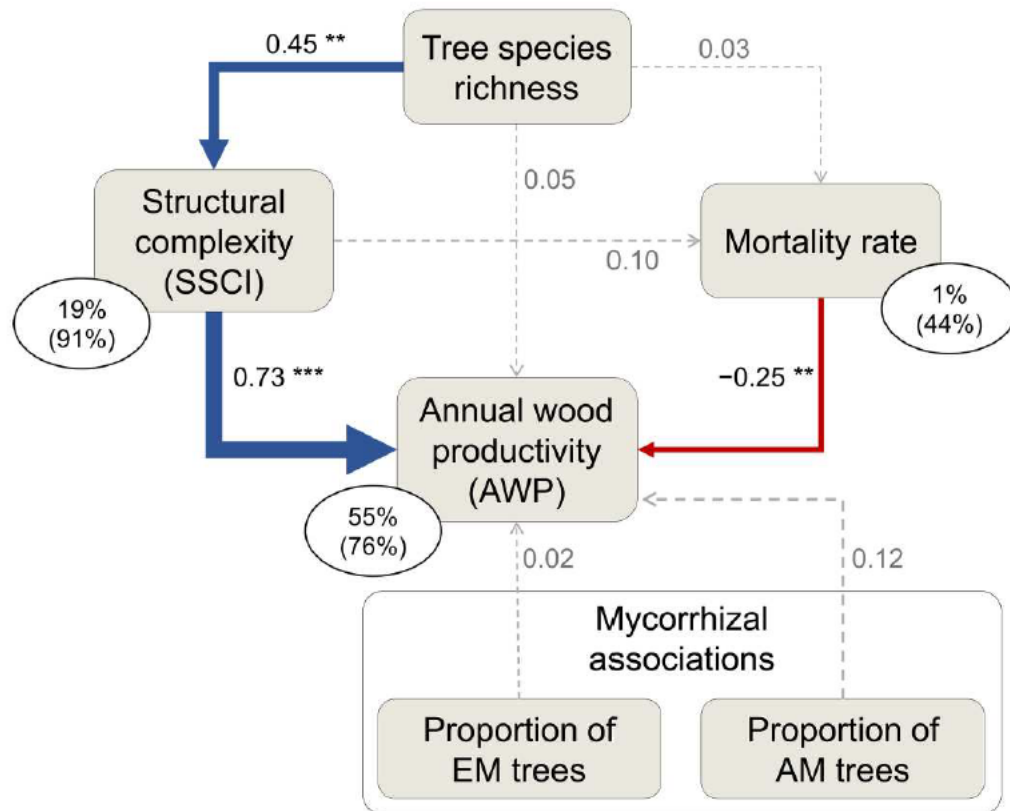 0.45 **
Tree species
richness
0.03
0.05
Structural
complexity
(SSCI)
0.10
Mortality rate
19%
(91%)
1%
(44%)
0.73 ***
−0.25 **
Annual wood
productivity
(AWP)
55%
(76%)
0.02
0.12
Mycorrhizal
associations
Proportion of
EM trees
Proportion of
AM trees